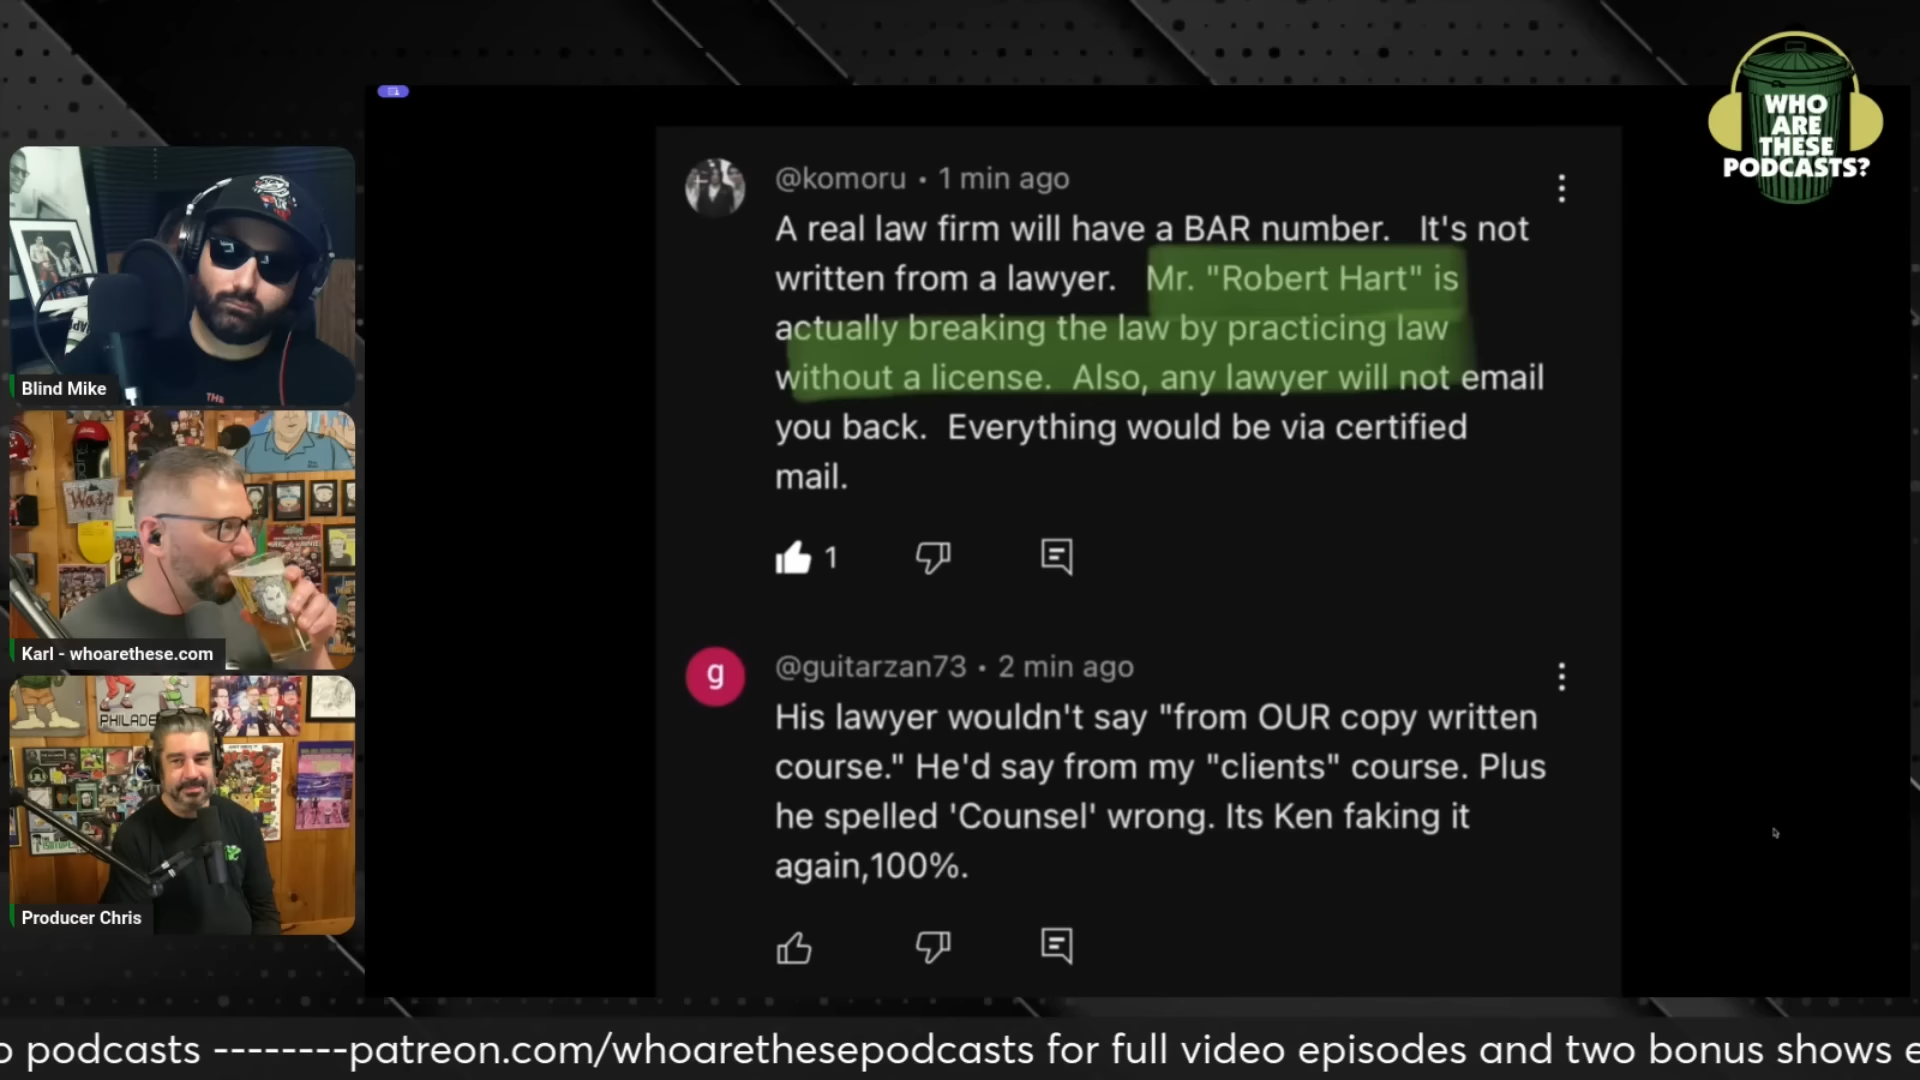 WHO
ARE
THESE
PODCASTS?
@komoru • 1 min ago
A real law firm will have a BAR number. It's not
written from a lawyer. Mr. "Robert Hart" is
actually breaking the law by practicing law
without a license. Also, any lawyer will not email
you back. Everything would be via certified
mail.
1
g
@guitarzan73 • 2 min ago
His lawyer wouldn't say "from OUR copy written
course." He'd say from my "clients" course. Plus
he spelled 'Counsel' wrong. Its Ken faking it
again,100%.
THE
Blind Mike
Wats
Karl - whoarethese.com
PHILADE
Producer Chris
o podcasts --------patreon.com/whoarethesepodcasts for full video episodes and two bonus shows e